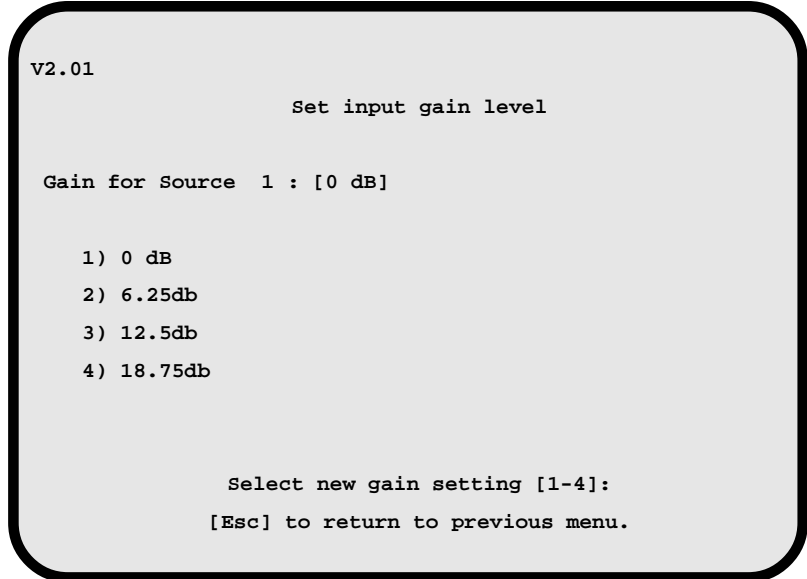 V2.01
Set input gain level
Gain for Source  1 : [0 dB]
1) 0 dB
2) 6.25db
3) 12.5db
4) 18.75db
Select new gain setting [1-4]:
[Esc] to return to previous menu.